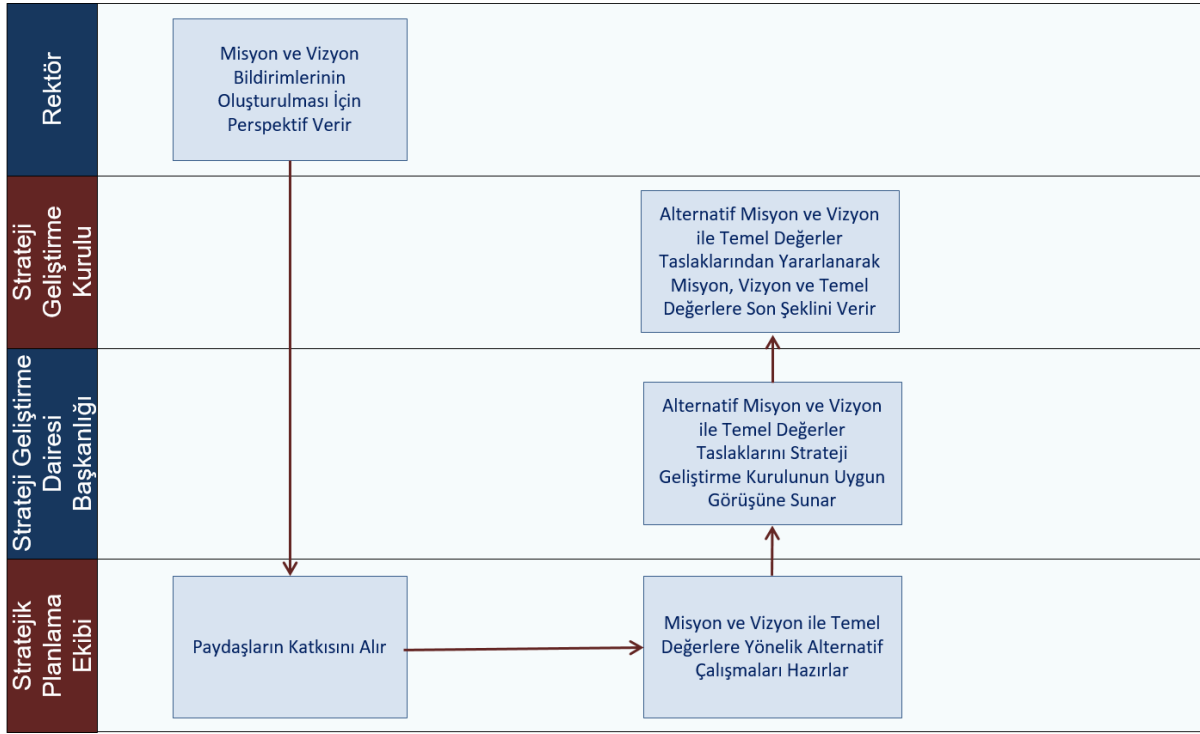 Rektör
Misyon ve Vizyon
Bildirimlerinin
Oluşturulması İçin
Perspektif Verir
Strateji
Geliştirme
Kurulu
Alternatif Misyon ve Vizyon
ile Temel Değerler
Taslaklarından Yararlanarak
Misyon, Vizyon ve Temel
Değerlere Son Şeklini Verir
Strateji Geliştirme
Dairesi
Başkanlığı
Alternatif Misyon ve Vizyon
ile Temel Değerler
Taslaklarını Strateji
Geliştirme Kurulunun Uygun
Görüşüne Sunar
Stratejik
Planlama
Ekibi
Paydaşların Katkısını Alır
Misyon ve Vizyon ile Temel
Değerlere Yönelik Alternatif
Çalışmaları Hazırlar